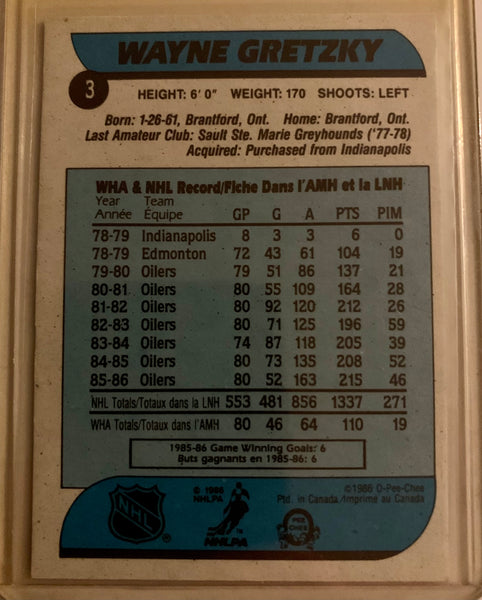 WAYNE GRETZKY
3
HEIGHT: 6' 0" WEIGHT: 170 SHOOTS: LEFT
Born: 1-26-61, Brantford, Ont. Home: Brantford, Ont.
Last Amateur Club: Sault Ste. Marie Greyhounds ('77-78)
Acquired: Purchased from Indianapolis
WHA & NHL Record/Fiche Dans l'AMH et la LNH
Year Team
Année Équipe GP G A PTS PIM
78-79 Indianapolis 8 3 3 6 0
78-79 Edmonton 72 43 61 104 19
79-80 Oilers 79 51 86 137 21
80-81 Oilers 80 55 109 164 28
81-82 Oilers 80 92 120 212 26
82-83 Oilers 80 71 125 196 59
83-84 Oilers 74 87 118 205 39
84-85 Oilers 80 73 135 208 52
85-86 Oilers 80 52 163 215 46
NHL Totals/Totaux dans la LNH 553 481 856 1337 271
WHA Totals/Totaux dans l'AMH 80 46 64 110 19
1985-86 Game Winning Goals: 6
Buts gagnants en 1985-86: 6
NHL
© 1986
NHLPA
NHLPA
TM
O-PEE-CHEE
©1986 O-Pee-Chee
Ptd. in Canada/Imprimé au Canada